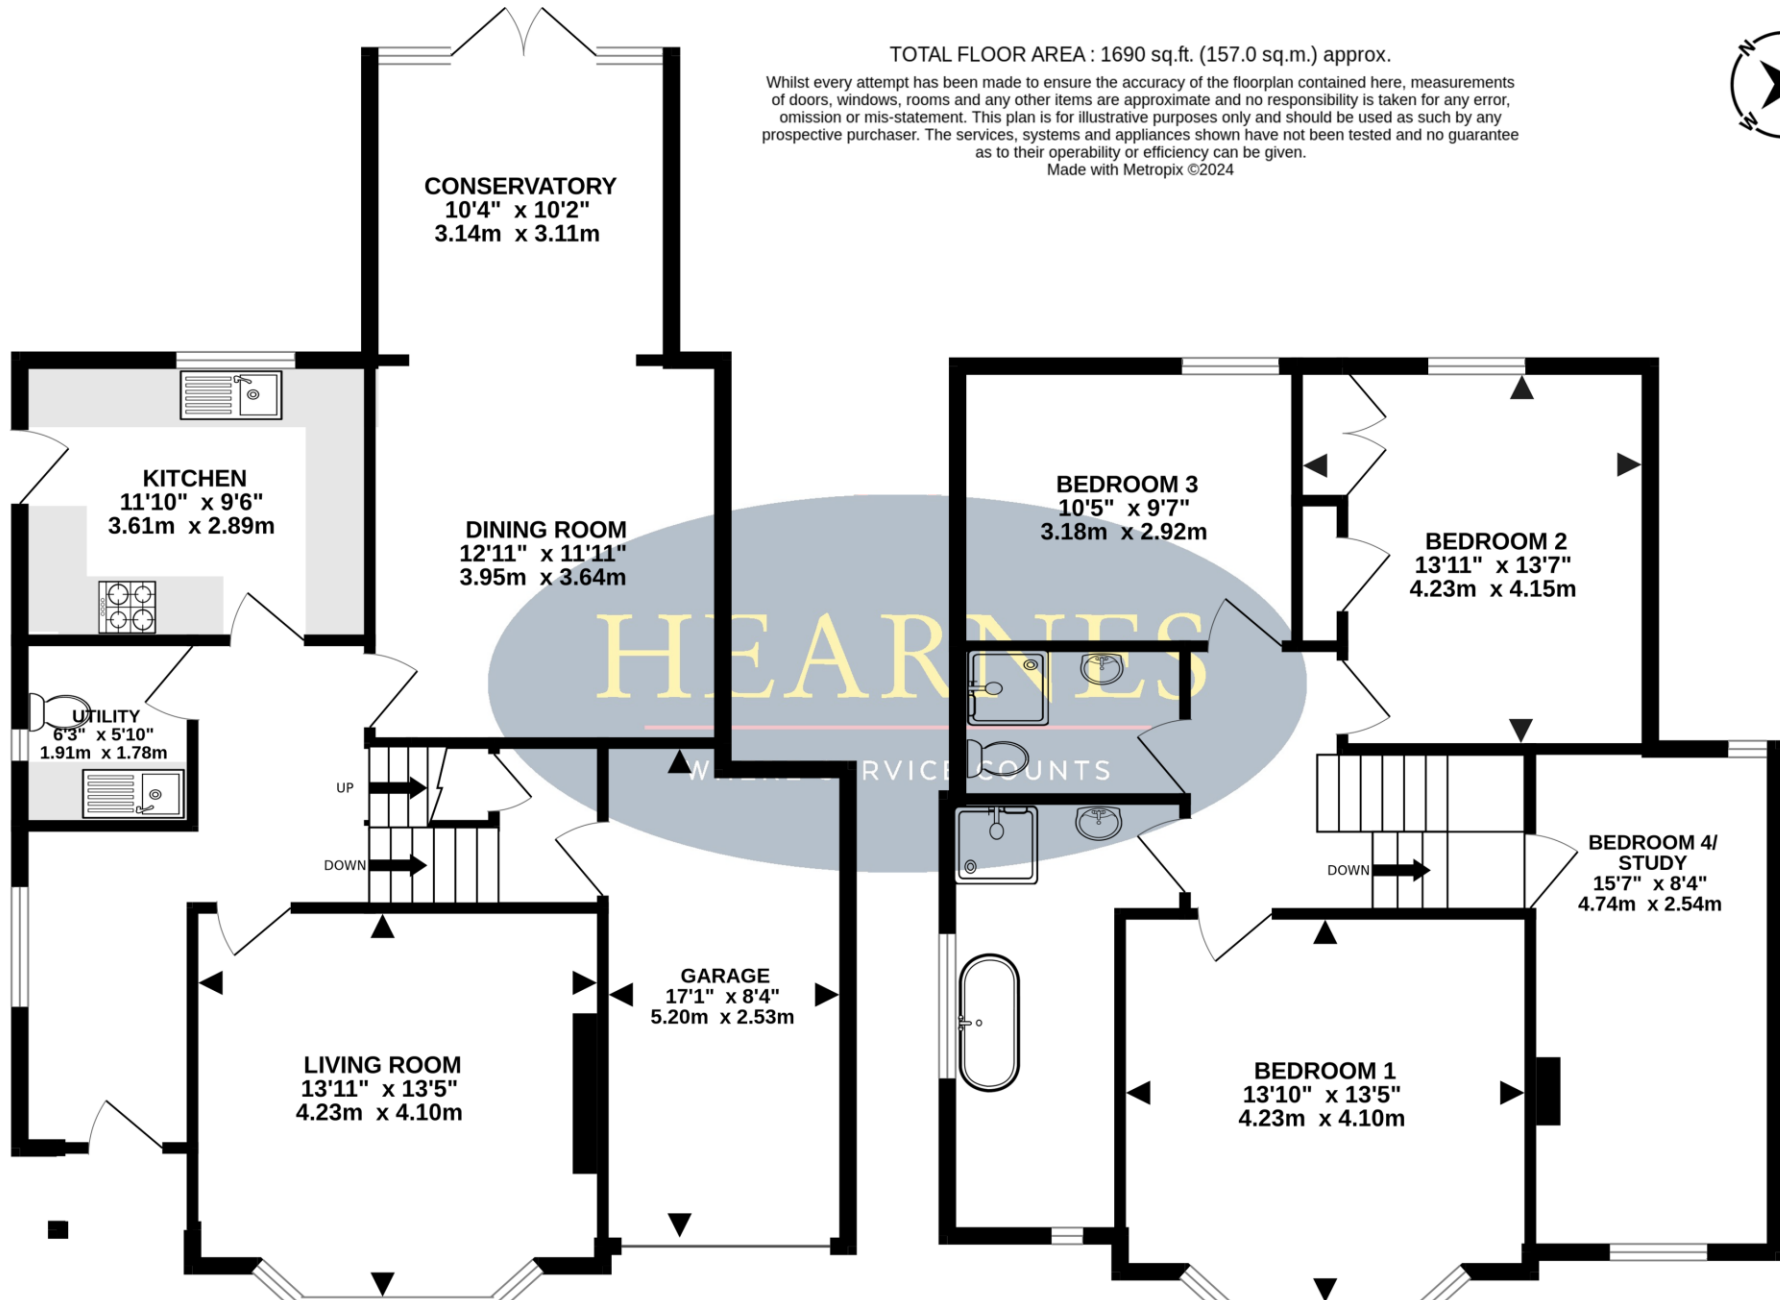 TOTAL FLOOR AREA : 1690 sq.ft. (157.0 sq.m.) approx.
Whilst every attempt has been made to ensure the accuracy of the floorplan contained here, measurements
of doors, windows, rooms and any other items are approximate and no responsibility is taken for any error,
omission or mis-statement. This plan is for illustrative purposes only and should be used as such by any
prospective purchaser. The services, systems and appliances shown have not been tested and no guarantee
as to their operability or efficiency can be given.
Made with Metropix ©2024
N
W
CONSERVATORY
10'4" x 10'2"
3.14m x 3.11m
KITCHEN
11'10" x 9'6"
3.61m x 2.89m
DINING ROOM
12'11" x 11'11"
3.95m x 3.64m
UTILITY
6'3" x 5'10"
1.91m x 1.78m
UP
DOWN
LIVING ROOM
13'11" x 13'5"
4.23m x 4.10m
GARAGE
17'1" x 8'4"
5.20m x 2.53m
HEARNES
WHERE SERVICE COUNTS
BEDROOM 3
10'5" x 9'7"
3.18m x 2.92m
BEDROOM 2
13'11" x 13'7"
4.23m x 4.15m
DOWN
BEDROOM 4/
STUDY
15'7" x 8'4"
4.74m x 2.54m
BEDROOM 1
13'10" x 13'5"
4.23m x 4.10m